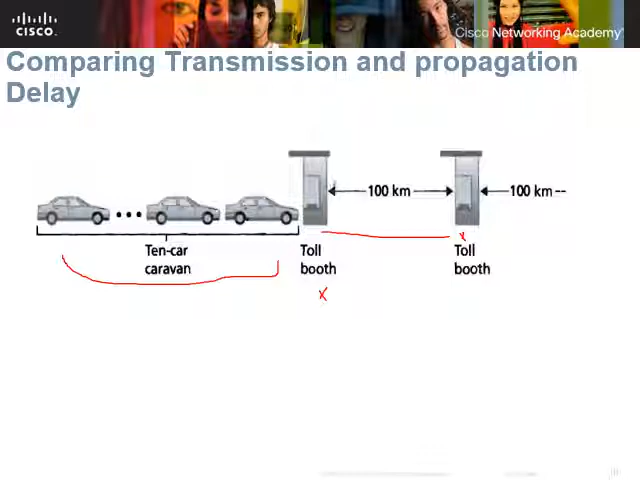 CISCO.
Cisco Networking Academy
Comparing Transmission and propagation
Delay
100 km
100 km --
Ten-car
caravan
Toll
booth
Toll
booth
x
x